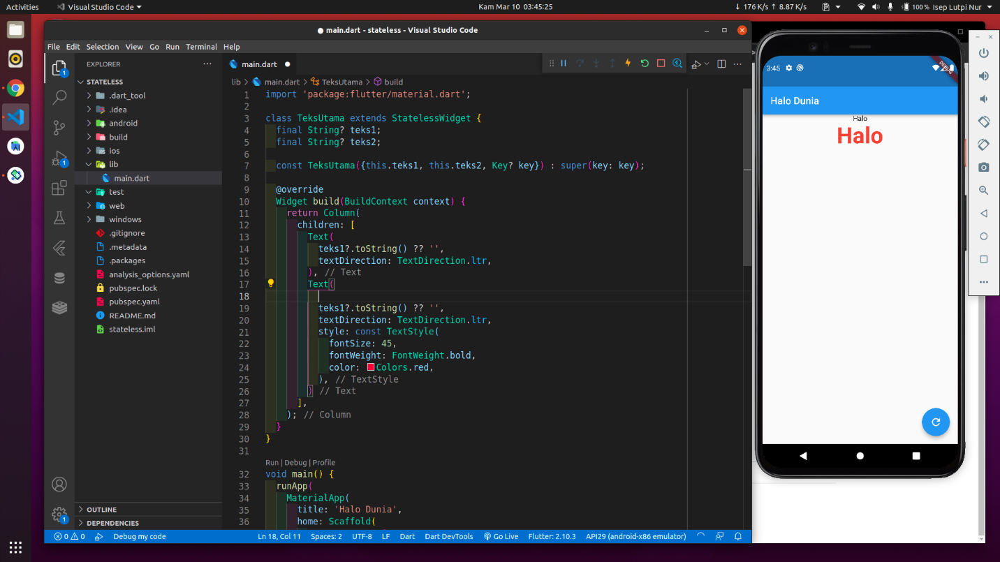 Activities Visual Studio Code Kam Mar 10 03:45:25 ↓ 176 K/s ↑ 8.87 K/s 100 % Isep Lutpi Nur
● main.dart - stateless - Visual Studio Code
File Edit Selection View Go Run Terminal Help
EXPLORER
STATELESS
.dart_tool
.idea
android
build
ios
lib
main.dart
test
web
windows
.gitignore
.metadata
.packages
analysis_options.yaml
pubspec.lock
pubspec.yaml
README.md
stateless.iml
OUTLINE
DEPENDENCIES
1
1
1
main.dart ●
lib > main.dart > TeksUtama > build
1 import 'package:flutter/material.dart';
2
3 class TeksUtama extends StatelessWidget {
4 final String? teks1;
5 final String? teks2;
6
7 const TeksUtama({this.teks1, this.teks2, Key? key}) : super(key: key);
8
9 @override
10 Widget build(BuildContext context) {
11 return Column(
12 children: [
13 Text(
14 teks1?.toString() ?? '',
15 textDirection: TextDirection.ltr,
16 ), // Text
17 Text(
18
19 teks1?.toString() ?? '',
20 textDirection: TextDirection.ltr,
21 style: const TextStyle(
22 fontSize: 45,
23 fontWeight: FontWeight.bold,
24 color: Colors.red,
25 ), // TextStyle
26 ) // Text
27 ],
28 ); // Column
29 }
30 }
31
Run | Debug | Profile
32 void main() {
33 runApp(
34 MaterialApp(
35 title: 'Halo Dunia',
36 home: Scaffold(
0 0 Debug my code Ln 18, Col 11 Spaces: 2 UTF-8 LF Dart Dart DevTools Go Live Flutter: 2.10.3 API29 (android-x86 emulator)
3:45
DEBUG
Halo Dunia
Halo
Halo